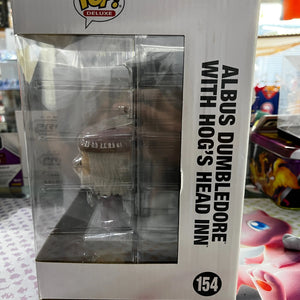 POP!
DELUXE
ALBUS DUMBLEDORE
WITH HOG'S HEAD INN
154